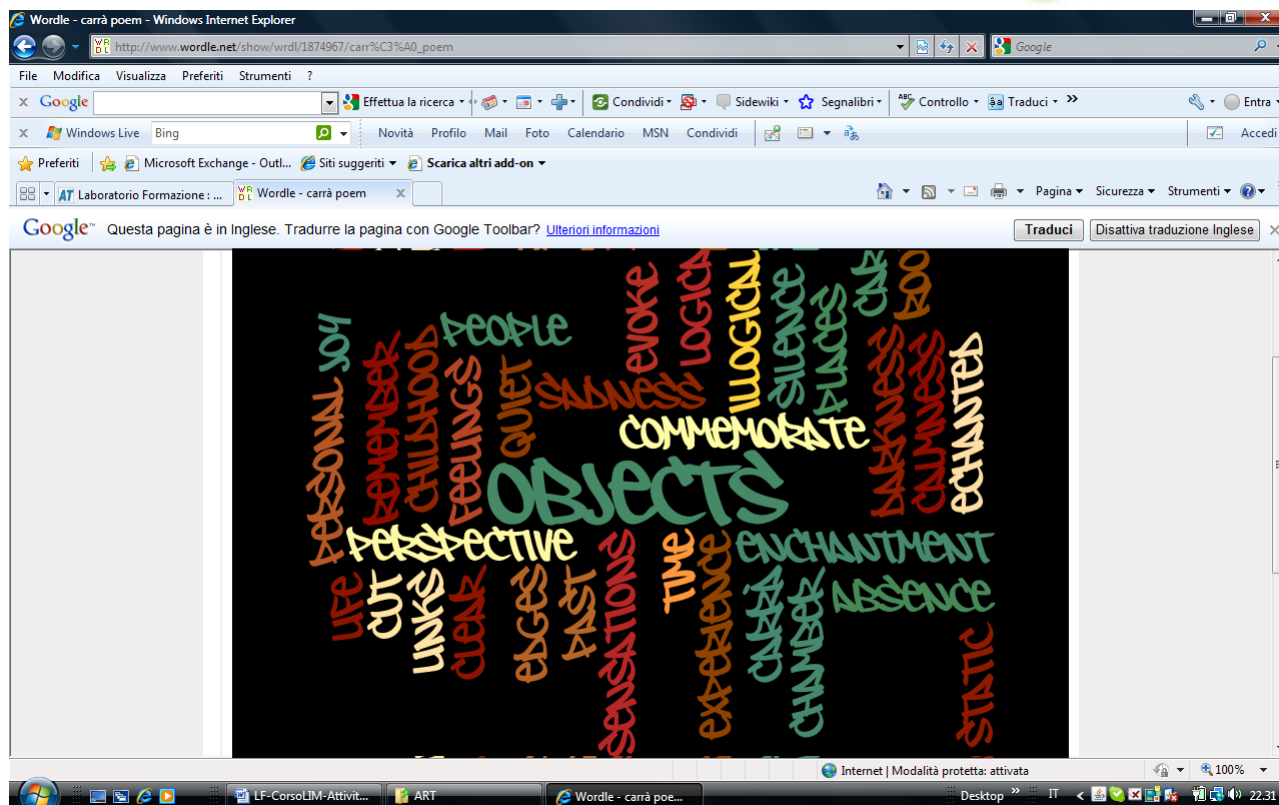 Wordle - carrà poem - Windows Internet Explorer
http://www.wordle.net/show/wrdl/1874967/carr%C3%A0_poem
Google
File Modifica Visualizza Preferiti Strumenti ?
x Google Effettua la ricerca Condividi Sidewiki Segnalibri Controllo Traduci » Entra
x Windows Live Bing Novità Profilo Mail Foto Calendario MSN Condividi Accedi
Preferiti Microsoft Exchange - Outl... Siti suggeriti Scarica altri add-on
AT Laboratorio Formazione : ... Wordle - carrà poem x Pagina Sicurezza Strumenti
Google™ Questa pagina è in Inglese. Tradurre la pagina con Google Toolbar? Ulteriori informazioni Traduci Disattiva traduzione Inglese
JOY
PEOPLE
EVOKE
LOGICAL
ILLOGICAL
SILENCE
PLACES
PERSONAL
REMEMBER
CHILDHOOD
FEELINGS
QUIET
SADNESS
DARKNESS
CALMNESS
ECHANTED
COMMEMORATE
OBJECTS
PERSPECTIVE
SENSATIONS
TIME
EXPERIENCE
ENCHANTMENT
LIFE
CUT
LINKS
CLEAR
EDGES
PAST
CARRÀ
CHAMBER
ABSENCE
STATIC
Internet | Modalità protetta: attivata 100%
LF-CorsoLIM-Attivit... ART Wordle - carrà poe... Desktop » IT < 22.31